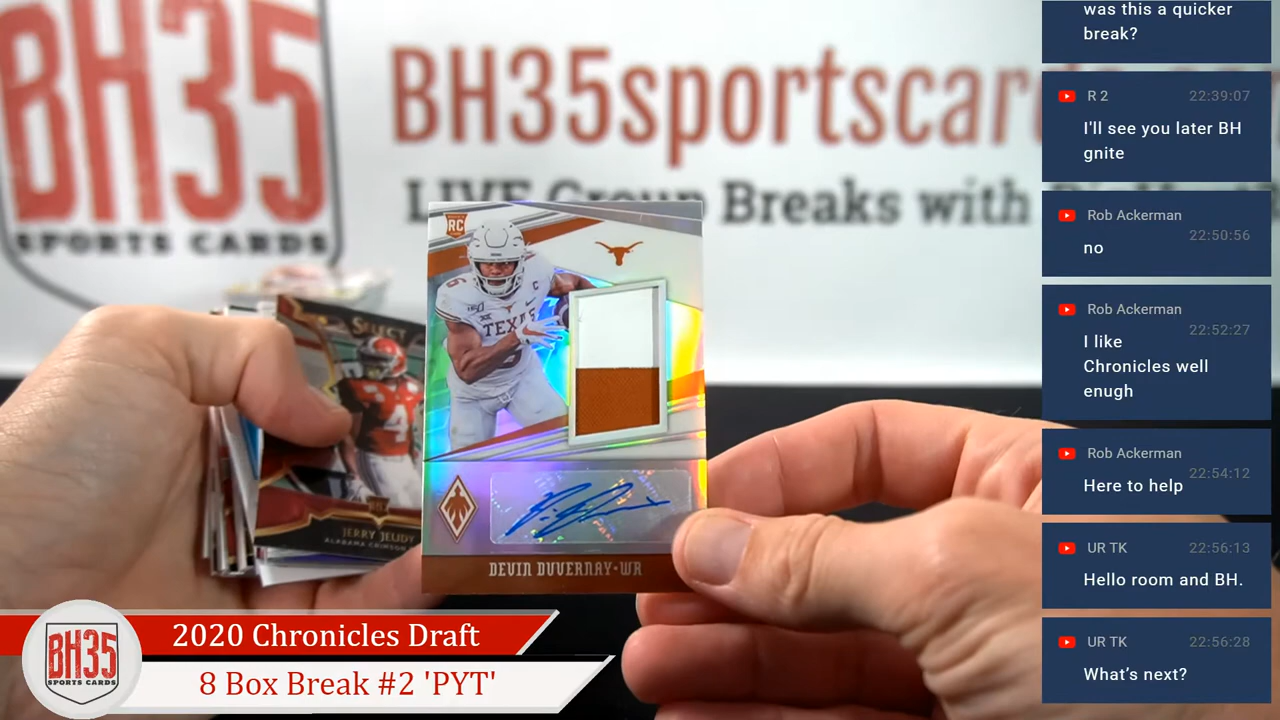 BH35
SPORTS CARDS
BH35sportscar
LIVE Group Breaks with
RC
TEXAS
6
DEVIN DUVERNAY•WR
SELECT
4
JERRY JEUDY
ALABAMA CRIMSON
BH35
SPORTS CARDS
2020 Chronicles Draft
8 Box Break #2 'PYT'
was this a quicker
break?
R 2 22:39:07
I'll see you later BH
gnite
Rob Ackerman
22:50:56
no
Rob Ackerman
22:52:27
I like
Chronicles well
enugh
Rob Ackerman
22:54:12
Here to help
UR TK 22:56:13
Hello room and BH.
UR TK 22:56:28
What's next?